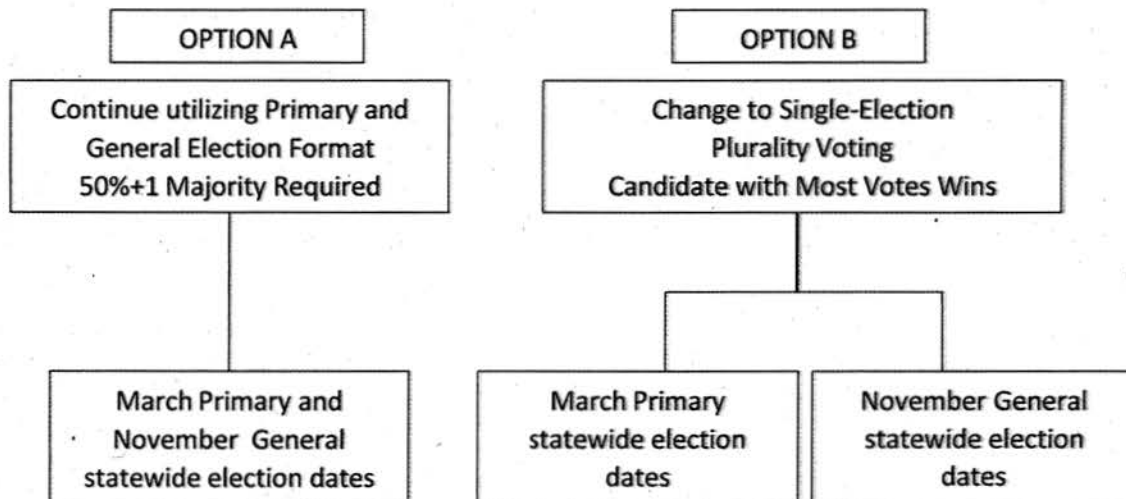 OPTION A
Continue utilizing Primary and
General Election Format
50%+1 Majority Required
March Primary and
November General
statewide election dates
OPTION B
Change to Single-Election
Plurality Voting
Candidate with Most Votes Wins
March Primary
statewide election
dates
November General
statewide election
dates